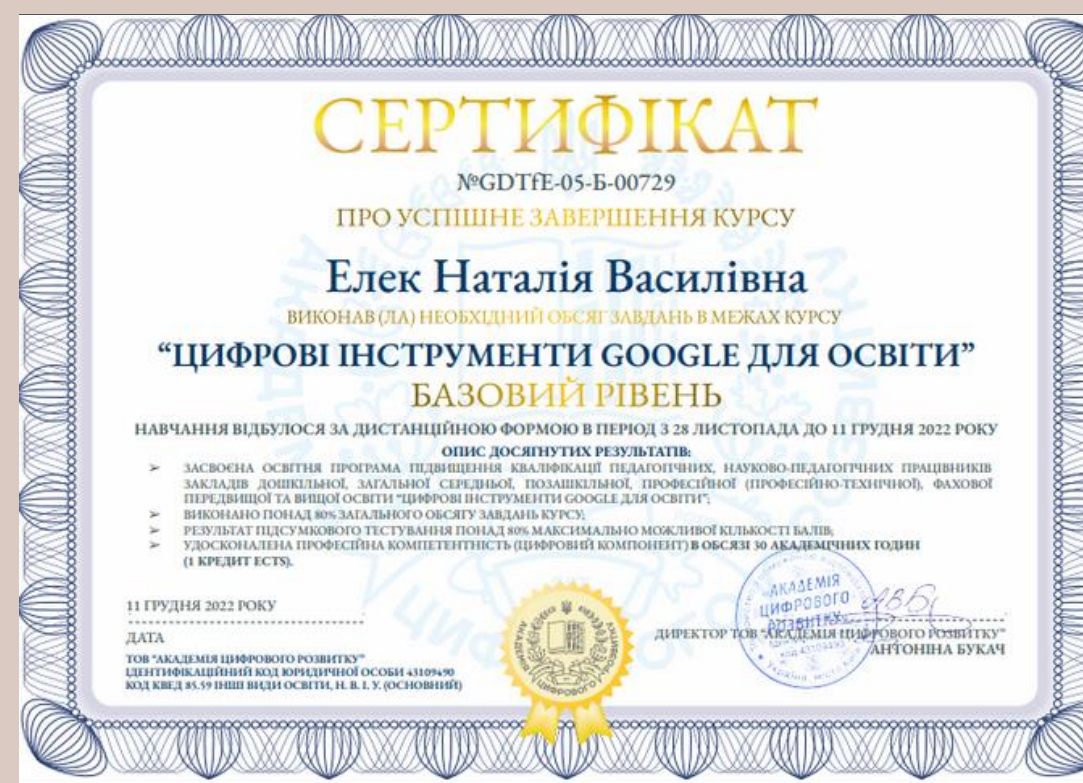 СЕРТИФІКАТ
№GDTfE-05-Б-00729
ПРО УСПІШНЕ ЗАВЕРШЕННЯ КУРСУ
Елек Наталія Василівна
ВИКОНАВ (ЛА) НЕОБХІДНИЙ ОБСЯГ ЗАВДАНЬ В МЕЖАХ КУРСУ
“ЦИФРОВІ ІНСТРУМЕНТИ GOOGLE ДЛЯ ОСВІТИ”
БАЗОВИЙ РІВЕНЬ
НАВЧАННЯ ВІДБУЛОСЯ ЗА ДИСТАНЦІЙНОЮ ФОРМОЮ В ПЕРІОД З 28 ЛИСТОПАДА ДО 11 ГРУДНЯ 2022 РОКУ
ОПИС ДОСЯГНУТИХ РЕЗУЛЬТАТІВ:
➢ ЗАСВОЄНА ОСВІТНЯ ПРОГРАМА ПІДВИЩЕННЯ КВАЛІФІКАЦІЇ ПЕДАГОГІЧНИХ, НАУКОВО-ПЕДАГОГІЧНИХ ПРАЦІВНИКІВ
ЗАКЛАДІВ ДОШКІЛЬНОЇ, ЗАГАЛЬНОЇ СЕРЕДНЬОЇ, ПОЗАШКІЛЬНОЇ, ПРОФЕСІЙНОЇ (ПРОФЕСІЙНО-ТЕХНІЧНОЇ), ФАХОВОЇ
ПЕРЕДВИЩОЇ ТА ВИЩОЇ ОСВІТИ “ЦИФРОВІ ІНСТРУМЕНТИ GOOGLE ДЛЯ ОСВІТИ”;
➢ ВИКОНАНО ПОНАД 80% ЗАГАЛЬНОГО ОБСЯГУ ЗАВДАНЬ КУРСУ;
➢ РЕЗУЛЬТАТ ПІДСУМКОВОГО ТЕСТУВАННЯ ПОНАД 80% МАКСИМАЛЬНО МОЖЛИВОЇ КІЛЬКОСТІ БАЛІВ;
➢ УДОСКОНАЛЕНА ПРОФЕСІЙНА КОМПЕТЕНТНІСТЬ (ЦИФРОВИЙ КОМПОНЕНТ) В ОБСЯЗІ 30 АКАДЕМІЧНИХ ГОДИН
(1 КРЕДИТ ECTS).
11 ГРУДНЯ 2022 РОКУ
ДАТА
ТОВ “АКАДЕМІЯ ЦИФРОВОГО РОЗВИТКУ”
ІДЕНТИФІКАЦІЙНИЙ КОД ЮРИДИЧНОЇ ОСОБИ 43109490
КОД КВЕД 85.59 ІНШІ ВИДИ ОСВІТИ, Н. В. І. У. (ОСНОВНИЙ)
ДИРЕКТОР ТОВ “АКАДЕМІЯ ЦИФРОВОГО РОЗВИТКУ”
АНТОНІНА БУКАЧ
АКАДЕМІЯ
ЦИФРОВОГО
РОЗВИТКУ